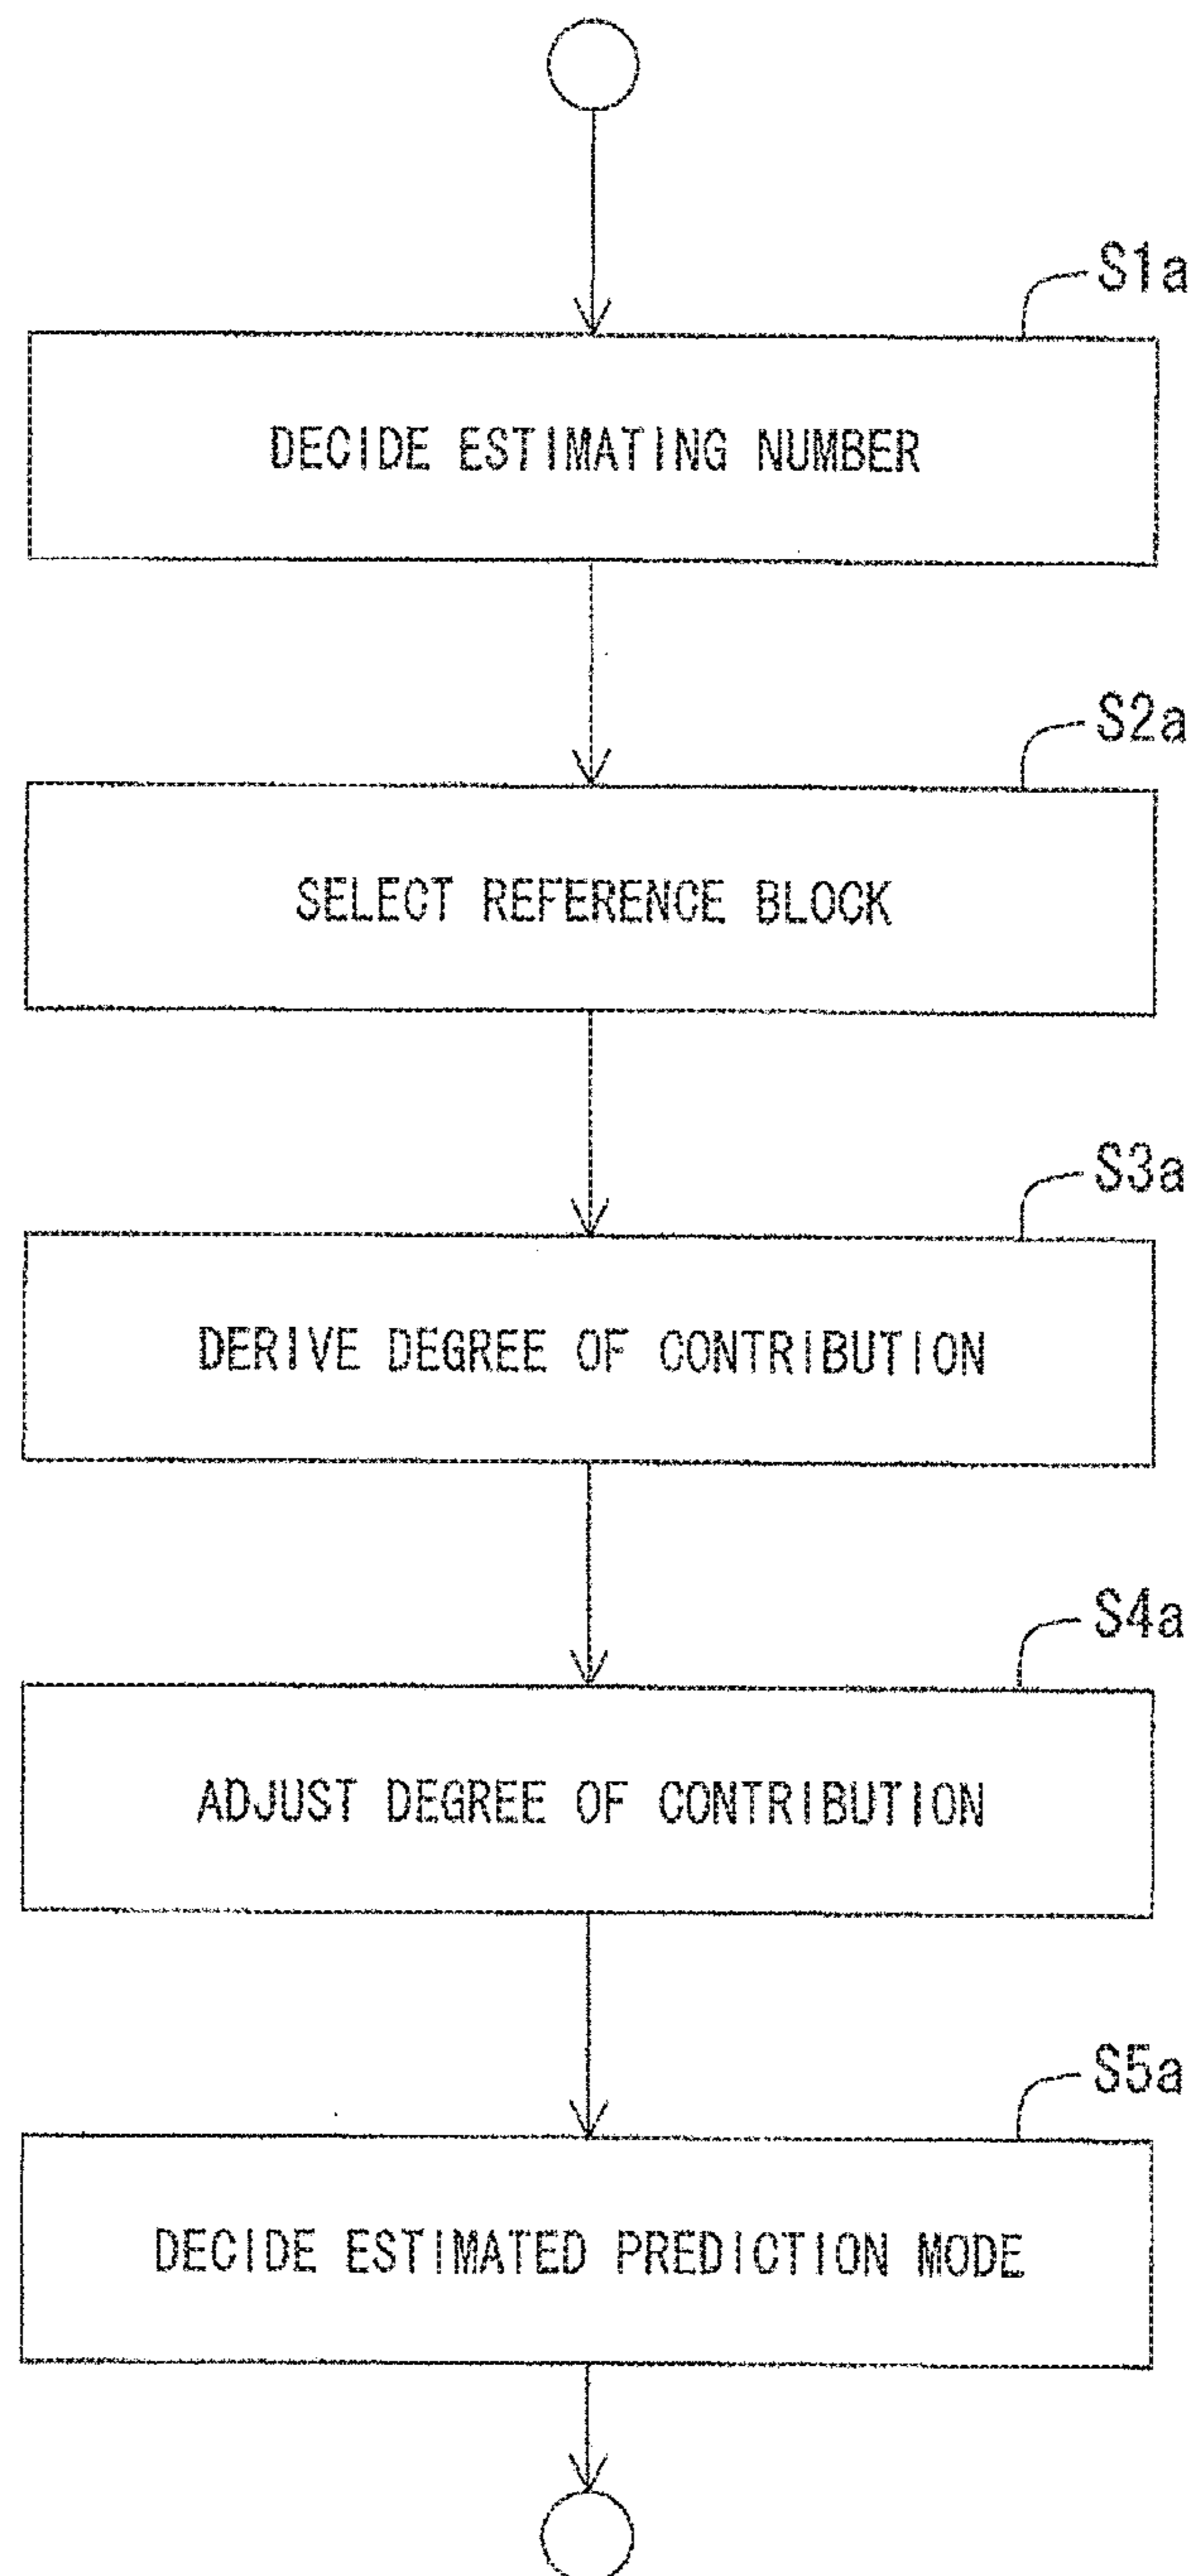 S1a
DECIDE ESTIMATING NUMBER
S2a
SELECT REFERENCE BLOCK
S3a
DERIVE DEGREE OF CONTRIBUTION
S4a
ADJUST DEGREE OF CONTRIBUTION
S5a
DECIDE ESTIMATED PREDICTION MODE